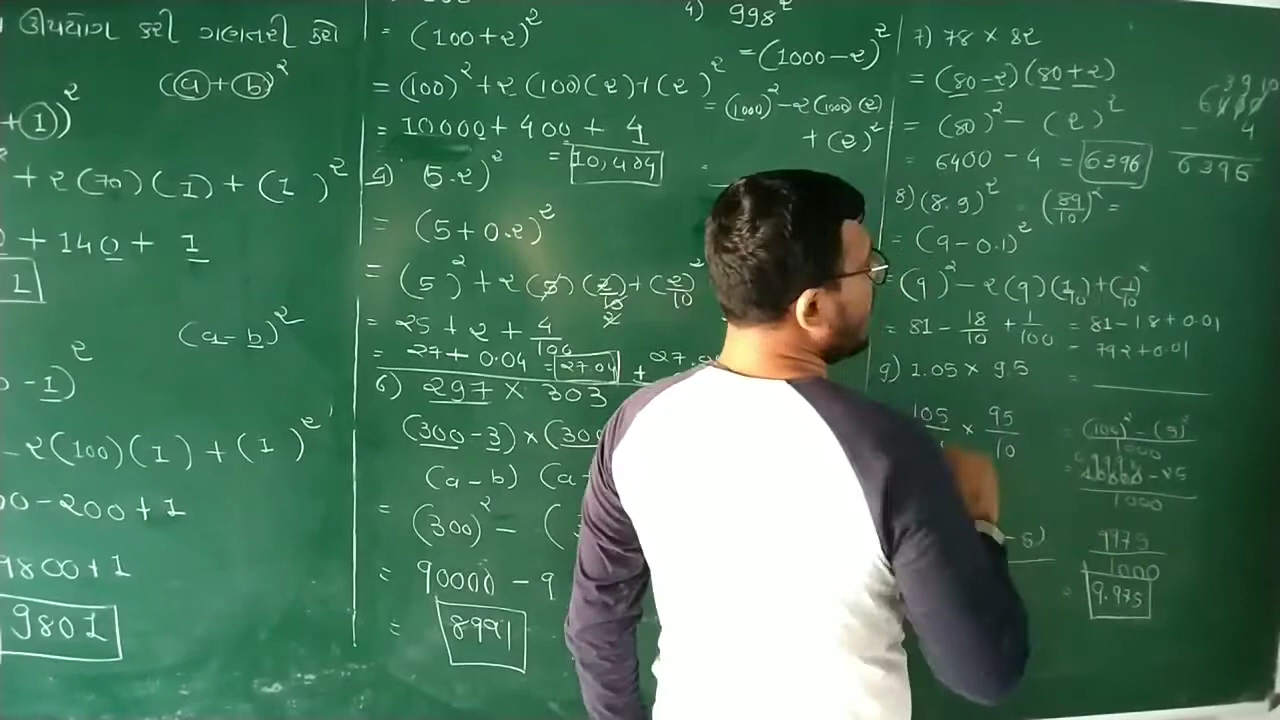 ઉપયોગ કરી ગણતરી કરો
(a+b)²
+1))²
+ 2(70)(1)+(1)²
+ 140 + 1
1
(a-b)²
-1)²
-2(100)(1)+(1)²
00-200+1
9800+1
9801
= (100+2)²
= (100)²+2(100)(2)+(2)²
= 10000+400+4
= 10,404
5.2)²
= (5+0.2)²
= (5)²+2(5)(2/10)+(2/10)²
= 25+2+4/100
= 27+0.04 = 27.04
6) 297 × 303
(300-3)×(300
(a-b) (a
= (300)² - (
= 90000 - 9
= 8991
4) 998²
= (1000-2)²
= (1000)²-2(1000)(2)
+(2)²
=
7) 78 × 82
= (80-2)(80+2)
= (80)² - (2)²
= 6400-4 = 6396
- 4
6396
8) (8.9)² (89/10)² =
= (9-0.1)²
= (9)²-2(9)(1/10)+(1/10)²
= 81-18/10+1/100 = 81-18+0.01
- 792+0.01
9) 1.05 × 95
=
105 × 95/10
= (100)²-(5)²/1000
= 10000-25/1000
-5)
9975/1000
= 9.975